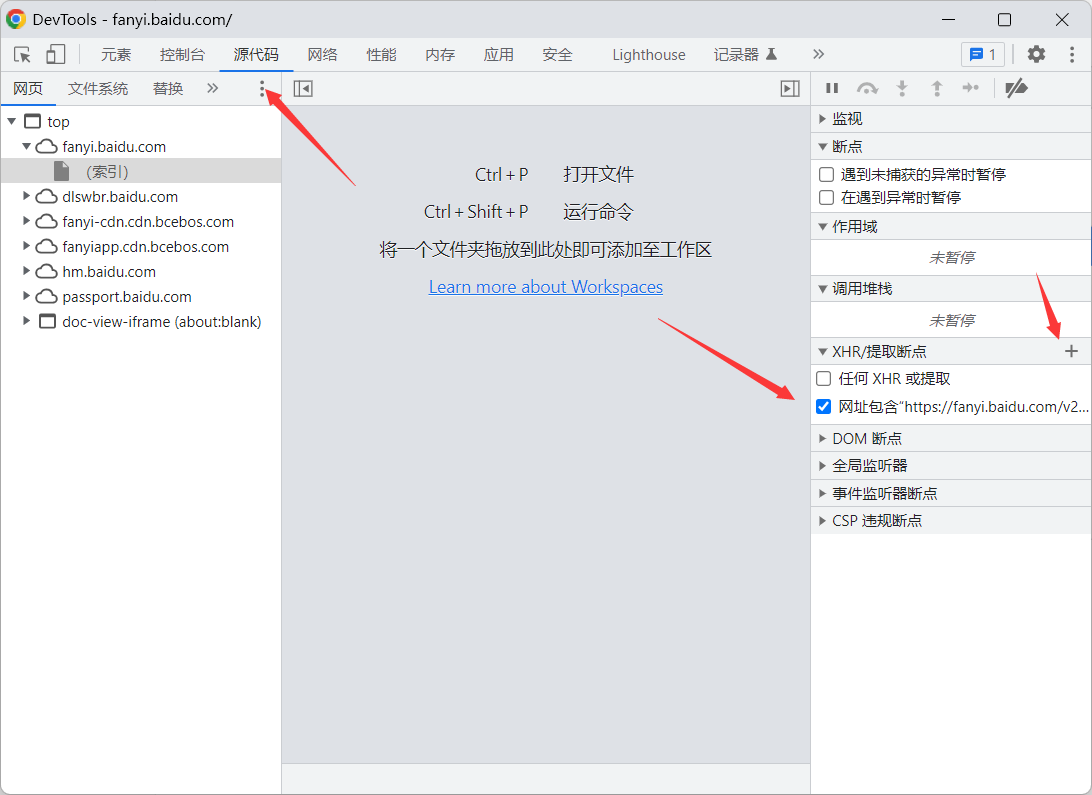 DevTools - fanyi.baidu.com/
元素 控制台 源代码 网络 性能 内存 应用 安全 Lighthouse 记录器 1
网页 文件系统 替换
top
fanyi.baidu.com
(索引)
dlswbr.baidu.com
fanyi-cdn.cdn.bcebos.com
fanyiapp.cdn.bcebos.com
hm.baidu.com
passport.baidu.com
doc-view-iframe (about:blank)
Ctrl + P 打开文件
Ctrl + Shift + P 运行命令
将一个文件夹拖放到此处即可添加至工作区
Learn more about Workspaces
监视
断点
遇到未捕获的异常时暂停
在遇到异常时暂停
作用域
未暂停
调用堆栈
未暂停
XHR/提取断点
任何 XHR 或提取
网址包含“https://fanyi.baidu.com/v2...
DOM 断点
全局监听器
事件监听器断点
CSP 违规断点